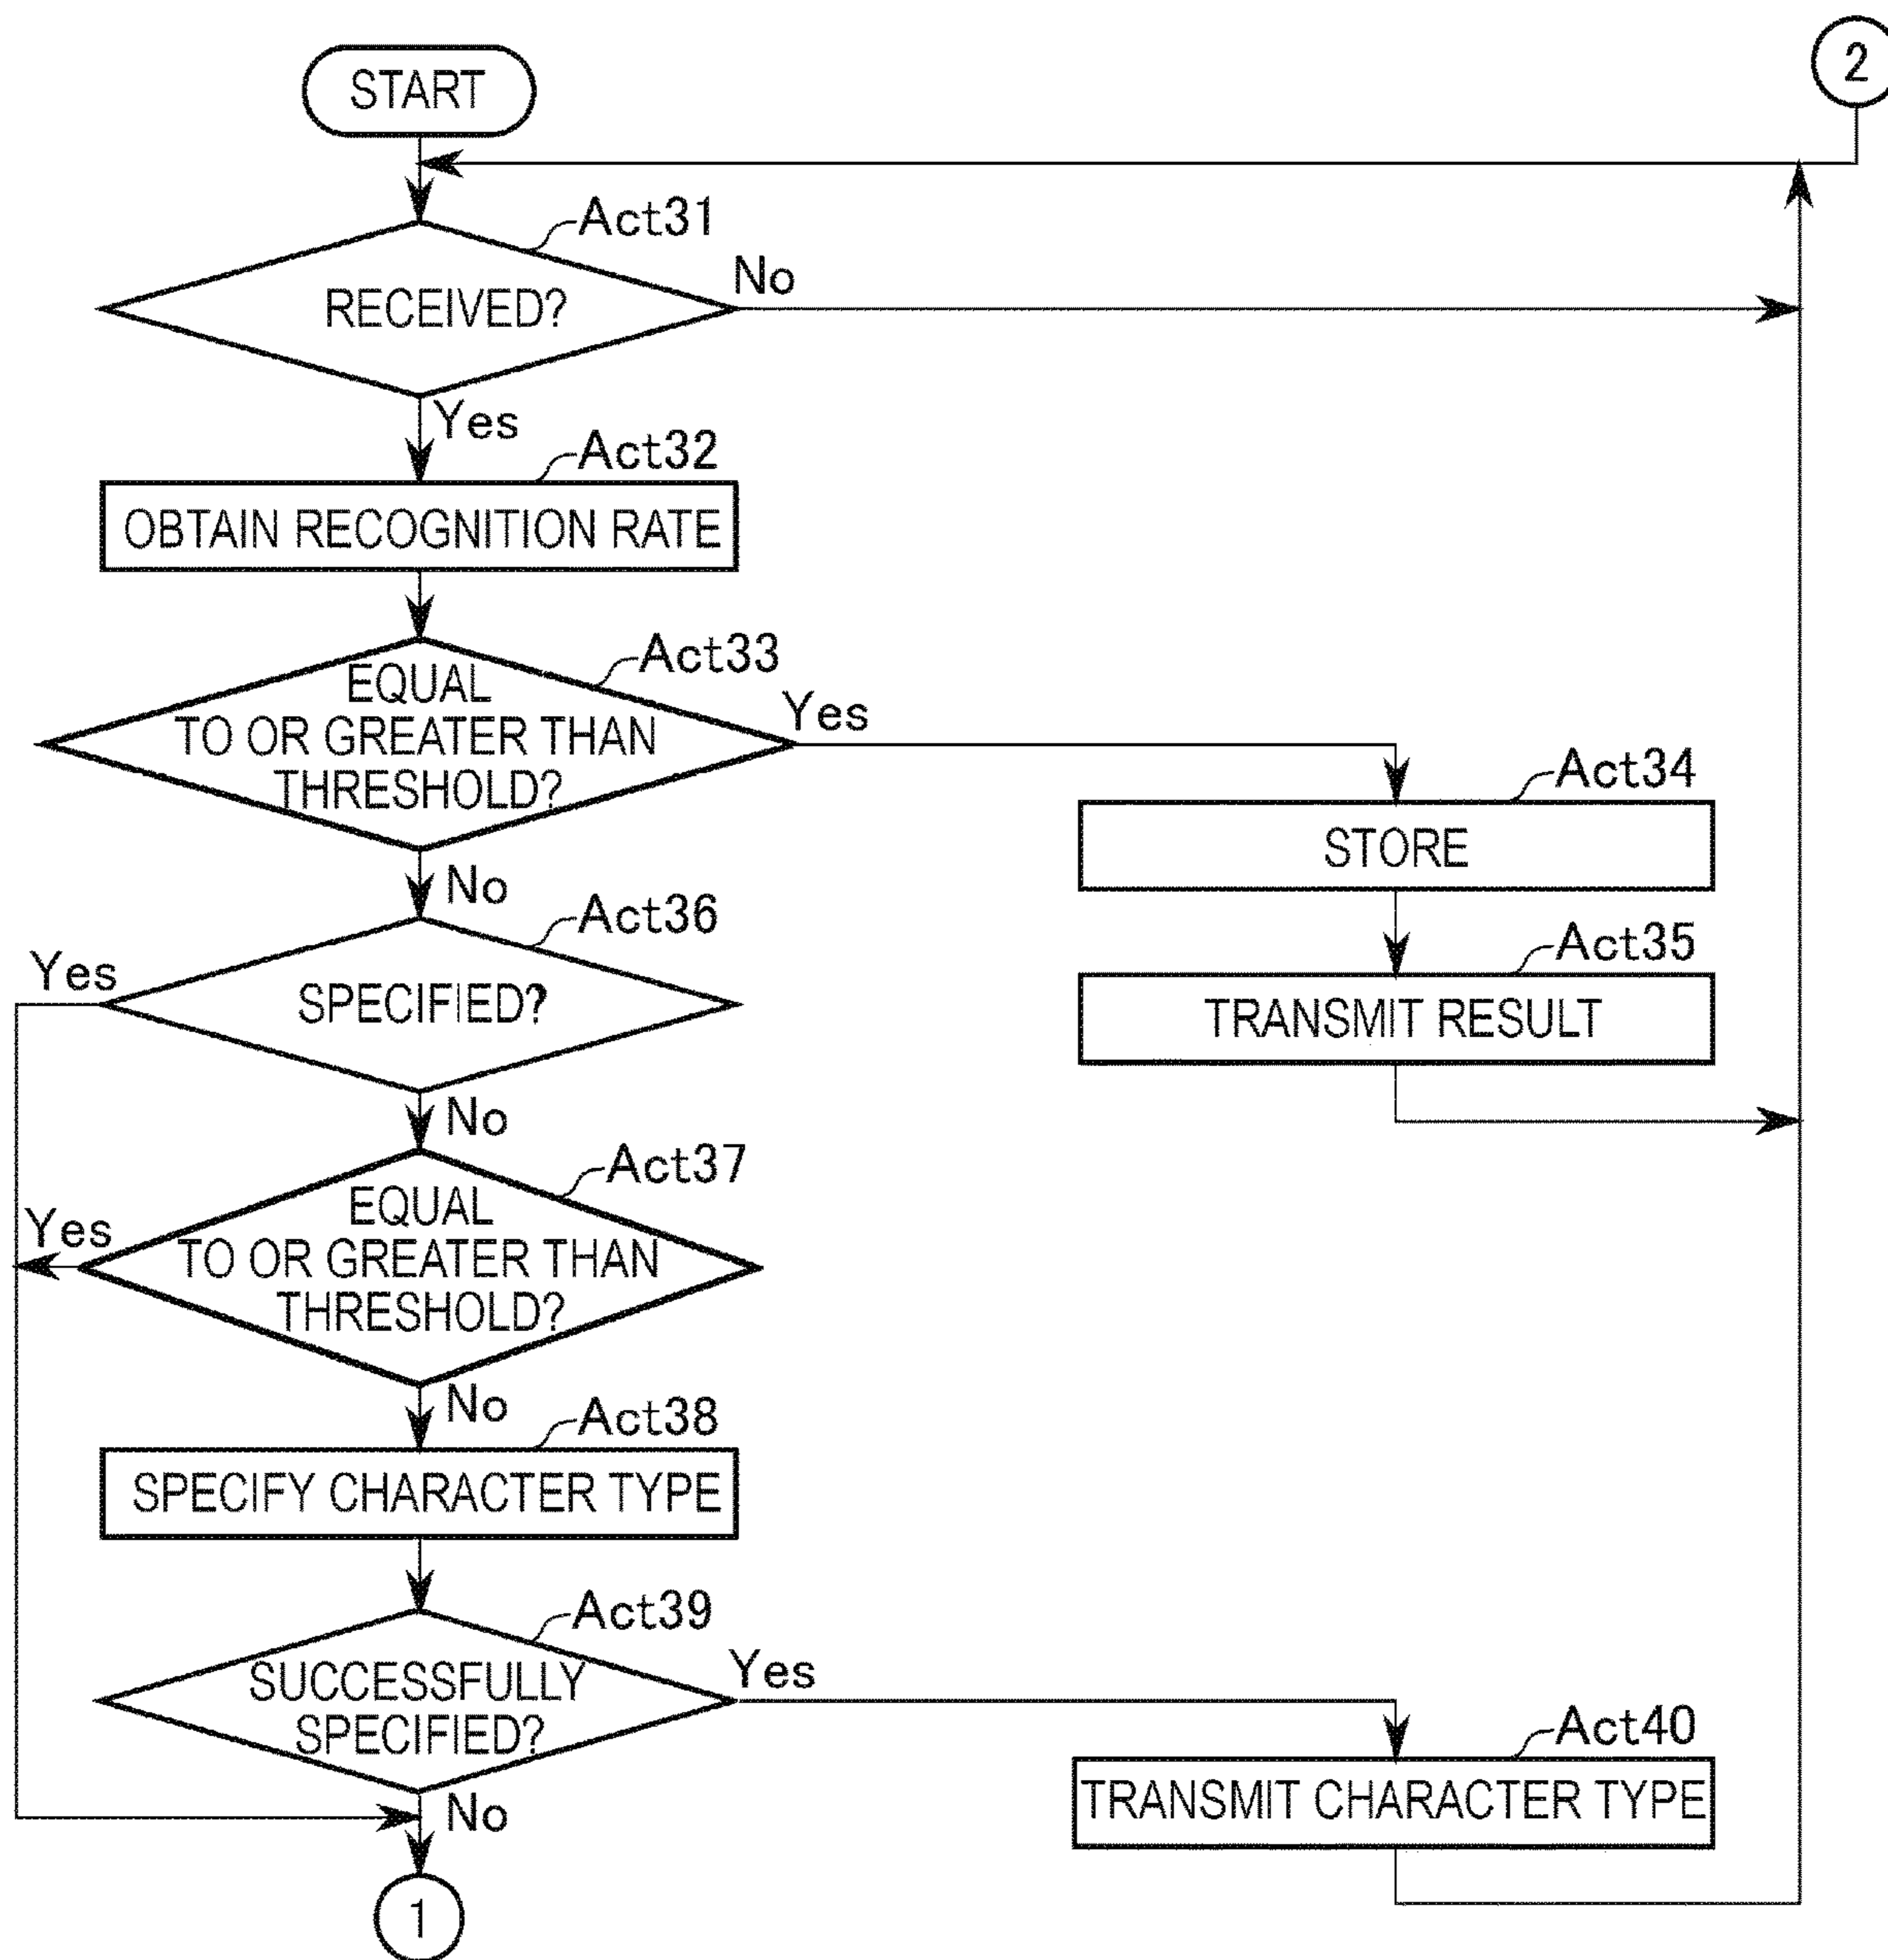 START
2
Act31
RECEIVED?
No
Yes
Act32
OBTAIN RECOGNITION RATE
Act33
EQUAL
TO OR GREATER THAN
THRESHOLD?
Yes
No
Act34
STORE
Act35
TRANSMIT RESULT
Act36
Yes
SPECIFIED?
No
Act37
EQUAL
TO OR GREATER THAN
THRESHOLD?
Yes
No
Act38
SPECIFY CHARACTER TYPE
Act39
SUCCESSFULLY
SPECIFIED?
Yes
No
Act40
TRANSMIT CHARACTER TYPE
1